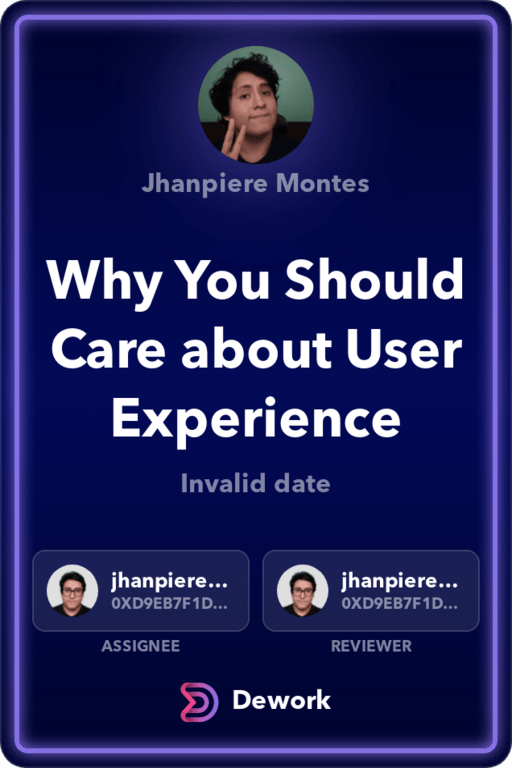 Jhanpiere Montes
Why You Should
Care about User
Experience
Invalid date
jhanpiere...
0XD9EB7F1D...
ASSIGNEE
jhanpiere...
0XD9EB7F1D...
REVIEWER
Dework